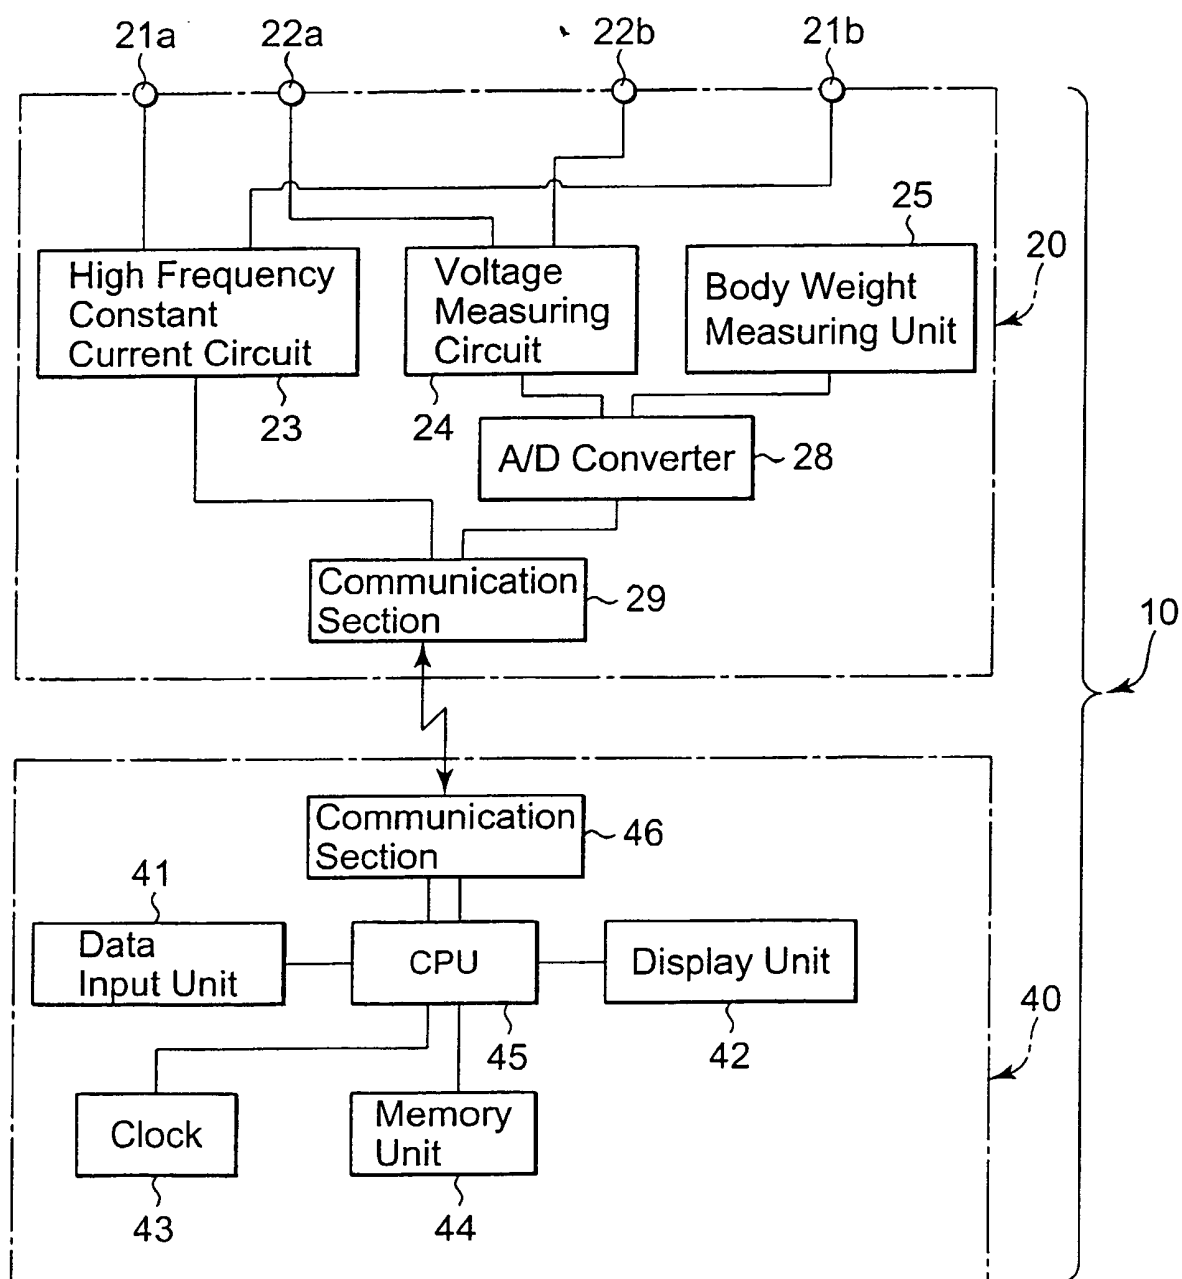 21a
22a
22b
21b
25
20
High Frequency
Constant
Current Circuit
Voltage
Measuring
Circuit
Body Weight
Measuring Unit
23
24
A/D Converter
28
Communication
Section
29
10
Communication
Section
46
41
Data
Input Unit
CPU
Display Unit
40
45
42
Clock
Memory
Unit
43
44